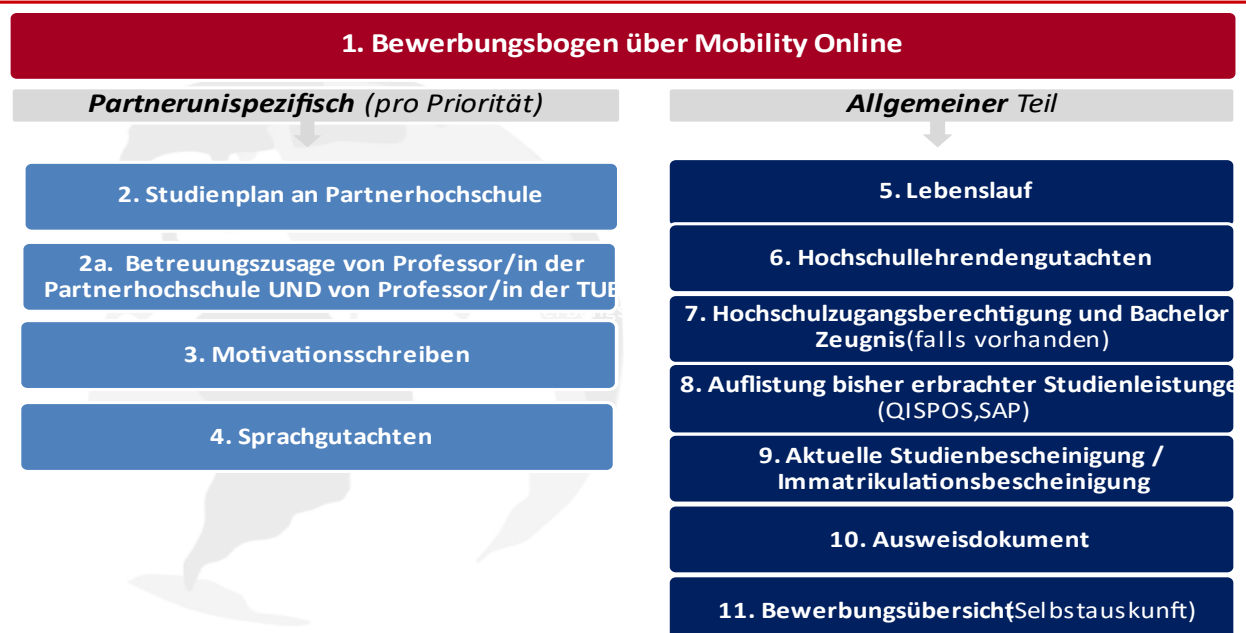 1. Bewerbungsbogen über Mobility Online
Partnerunispezifisch (pro Priorität)
2. Studienplan an Partnerhochschule
2a. Betreuungszusage von Professor/in der
Partnerhochschule UND von Professor/in der TUB
3. Motivationsschreiben
4. Sprachgutachten
Allgemeiner Teil
5. Lebenslauf
6. Hochschullehrendengutachten
7. Hochschulzugangsberechtigung und Bachelor-
Zeugnis(falls vorhanden)
8. Auflistung bisher erbrachter Studienleistunge
(QISPOS,SAP)
9. Aktuelle Studienbescheinigung /
Immatrikulationsbescheinigung
10. Ausweisdokument
11. Bewerbungsübersicht(Selbstauskunft)